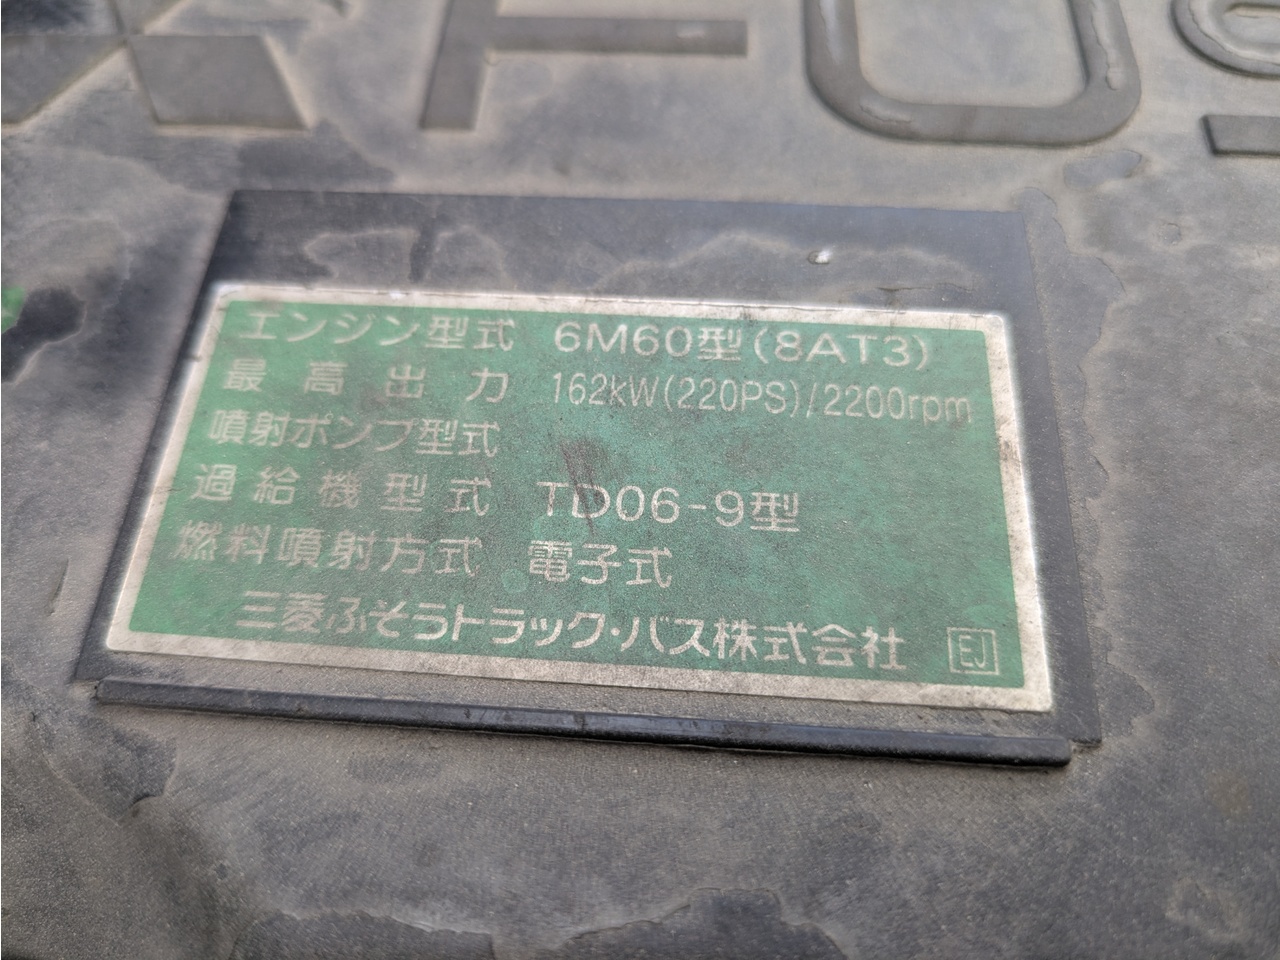 FUS
エンジン型式 6M60型(8AT3)
最高出力 162kW(220PS)/2200rpm
噴射ポンプ型式
過給機型式 TD06-9型
燃料噴射方式 電子式
三菱ふそうトラック・バス株式会社 EJ